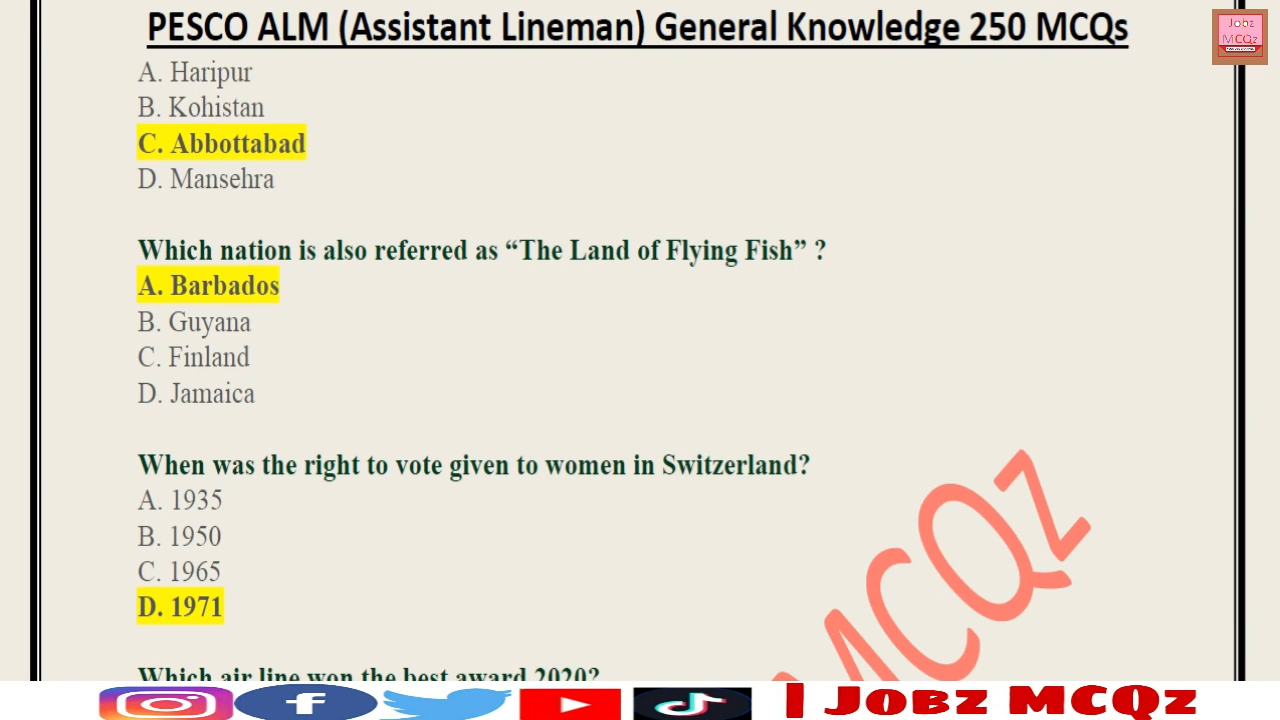 PESCO ALM (Assistant Lineman) General Knowledge 250 MCQs
Jobz
MCQz
A. Haripur
B. Kohistan
C. Abbottabad
D. Mansehra
Which nation is also referred as “The Land of Flying Fish” ?
A. Barbados
B. Guyana
C. Finland
D. Jamaica
When was the right to vote given to women in Switzerland?
A. 1935
B. 1950
C. 1965
D. 1971
MCQz
Which air line won the best award 2020?
| Jobz MCQz